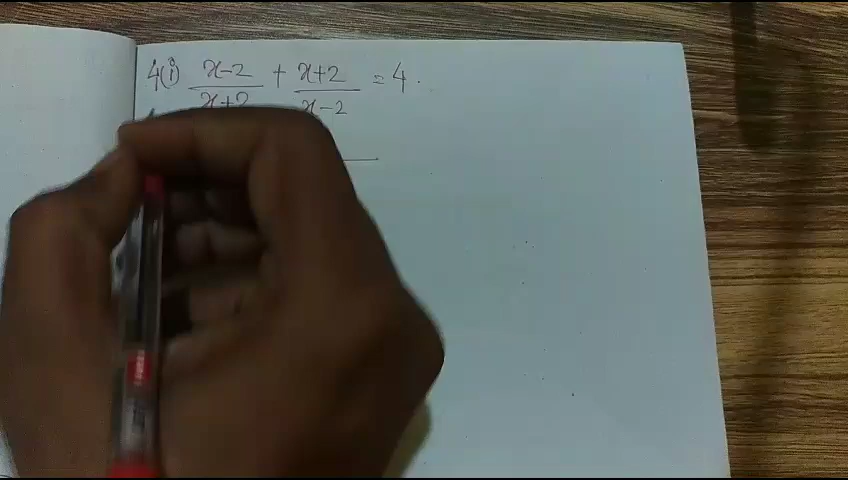 4(i) x-2/x+2 + x+2/x-2 = 4.